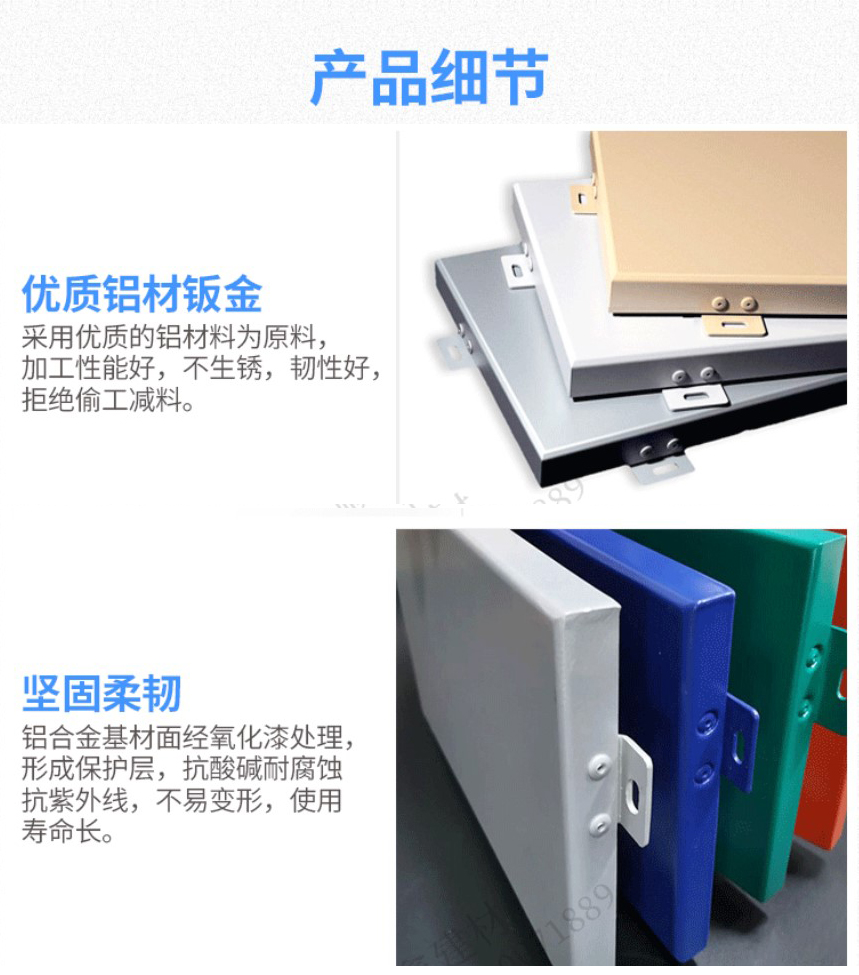 产品细节
优质铝材钣金
采用优质的铝材料为原料，
加工性能好，不生锈，韧性好，
拒绝偷工减料。
889
坚固柔韧
铝合金基材面经氧化漆处理，
形成保护层，抗酸碱耐腐蚀
抗紫外线，不易变形，使用
寿命长。
建材
71889